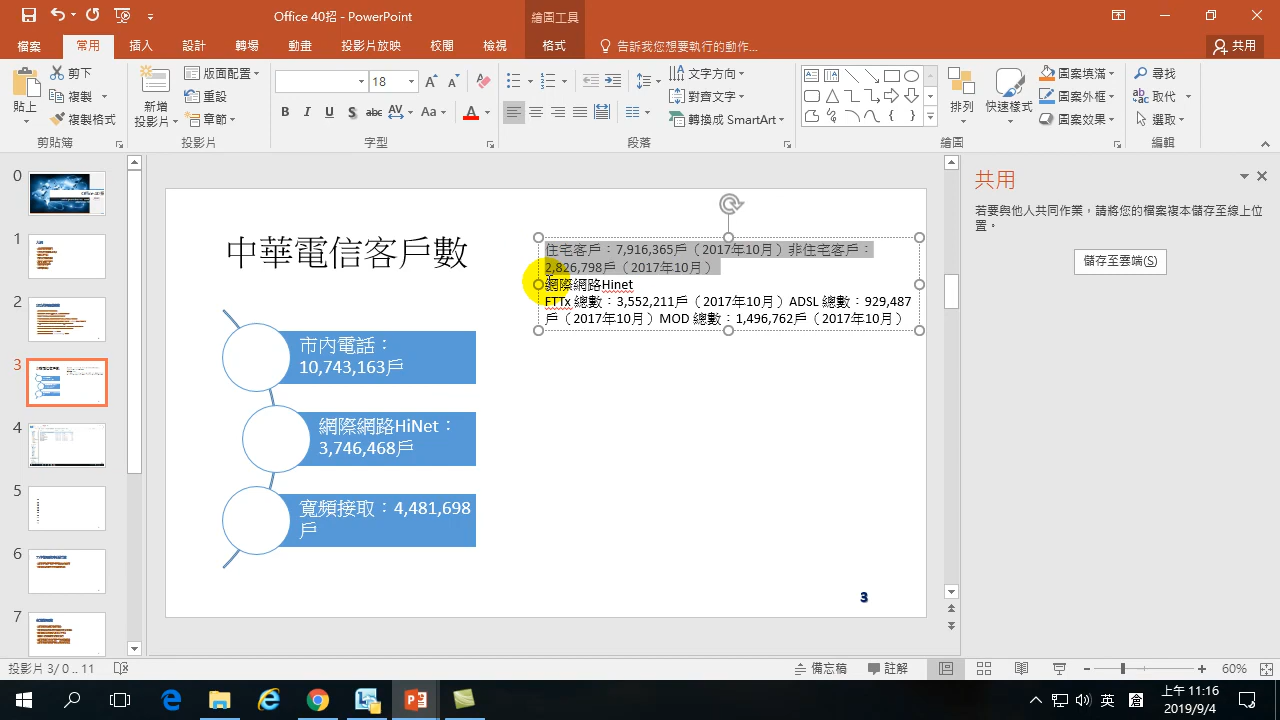 Office 40招 - PowerPoint
繪圖工具
檔案 常用 插入 設計 轉場 動畫 投影片放映 校閱 檢視 格式 告訴我您想要執行的動作... 共用
貼上 剪下 複製 複製格式 剪貼簿
新增投影片 版面配置 重設 章節 投影片
18
B I U S abc AV Aa A 字型
文字方向 對齊文字 轉換成 SmartArt 段落
排列 快速樣式 圖案填滿 圖案外框 圖案效果 繪圖
尋找 取代 選取 編輯
0
1
2
3
4
5
6
7
中華電信客戶數
市內電話：
10,743,163戶
網際網路HiNet：
3,746,468戶
寬頻接取：4,481,698
戶
住宅客戶：7,916,365戶（2017年10月）非住宅客戶：
2,826,798戶（2017年10月）
網際網路Hinet
FTTx 總數：3,552,211戶（2017年10月）ADSL 總數：929,487
戶（2017年10月）MOD 總數：1,496,762戶（2017年10月）
3
共用
若要與他人共同作業，請將您的檔案複本儲存至線上位
置。
儲存至雲端(S)
投影片 3/ 0 .. 11 備忘稿 註解 60%
英 上午 11:16
2019/9/4